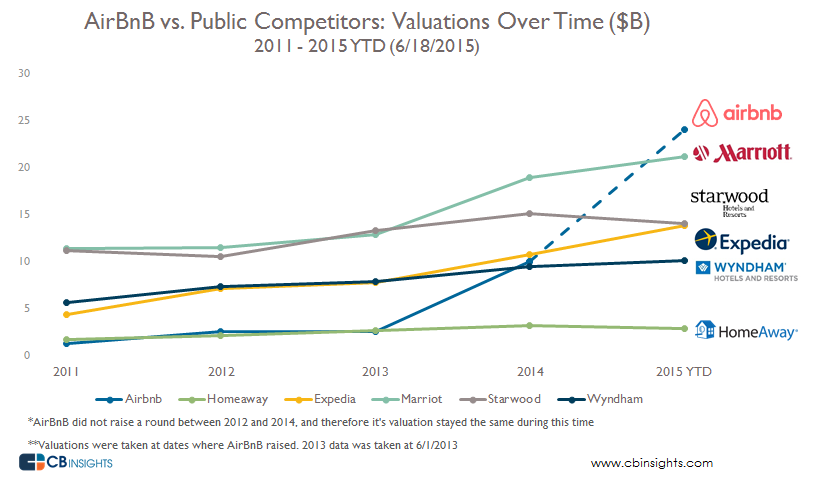 AirBnB vs. Public Competitors: Valuations Over Time ($B)
2011 - 2015 YTD (6/18/2015)
30
25
20
15
10
5
0
airbnb
Marriott
starwood
Hotels and
Resorts
Expedia
WYNDHAM
HOTELS AND RESORTS
HomeAway
2011
2012
2013
2014
2015 YTD
Airbnb
Homeaway
Expedia
Marriot
Starwood
Wyndham
*AirBnB did not raise a round between 2012 and 2014, and therefore it's valuation stayed the same during this time
**Valuations were taken at dates where AirBnB raised. 2013 data was taken at 6/1/2013
CBINSIGHTS
www.cbinsights.com